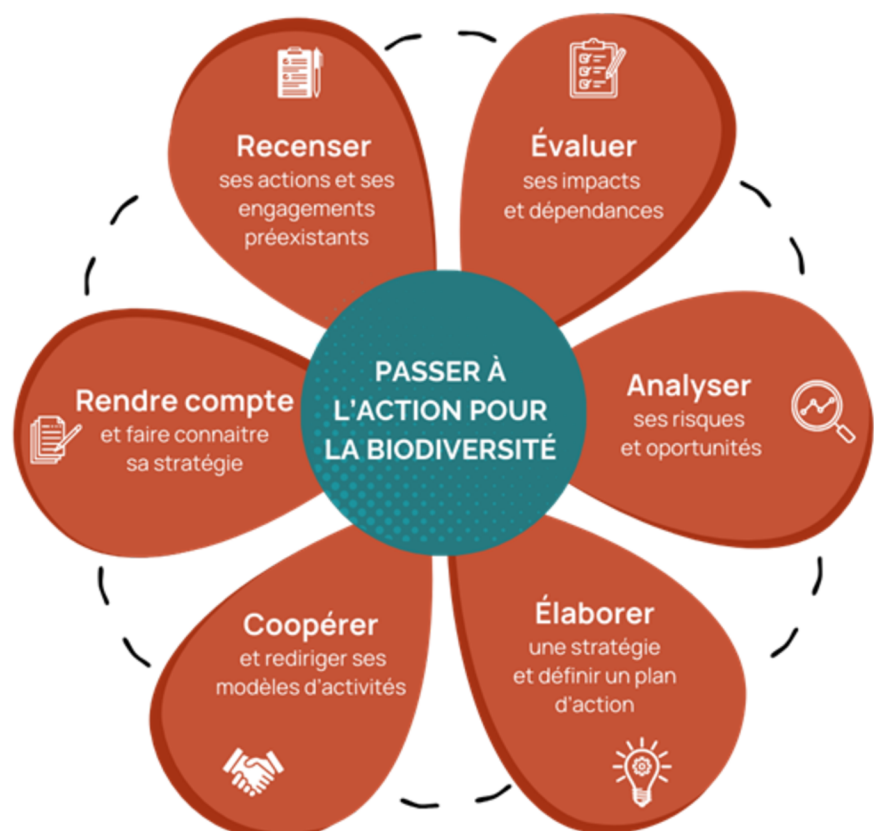 PASSER À
L'ACTION POUR
LA BIODIVERSITÉ
Recenser
ses actions et ses
engagements
préexistants
Évaluer
ses impacts
et dépendances
Analyser
ses risques
et oportunités
Élaborer
une stratégie
et définir un plan
d'action
Coopérer
et rediriger ses
modèles d'activités
Rendre compte
et faire connaitre
sa stratégie